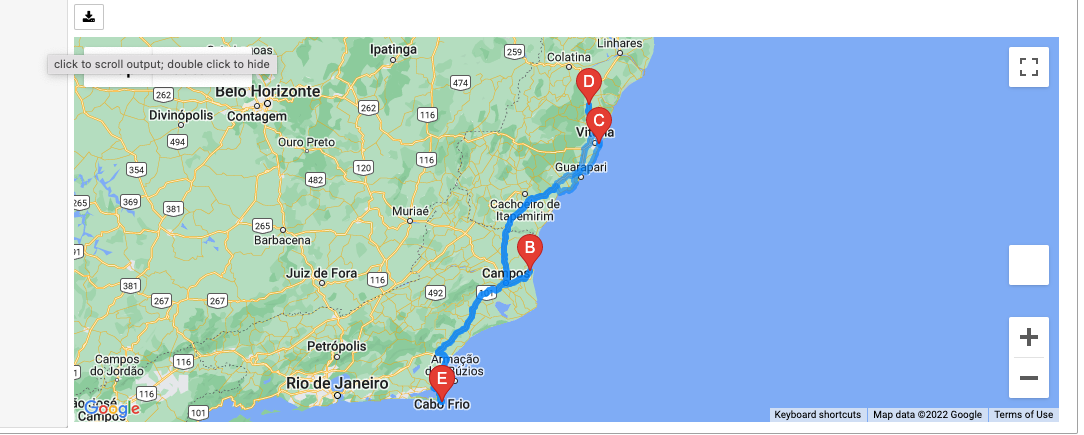 click to scroll output; double click to hide
Ipatinga
259
Linhares
Colatina
474
D
Belo Horizonte
262
262
Contagem
116
Divinópolis
C
494
Vitória
Ouro Preto
354
116
120
Guarapari
482
369
381
265
Cachoeiro de
Itapemirim
Muriaé
265
Barbacena
B
Juiz de Fora
116
Campos
381
267
267
492
Petrópolis
Campos
do Jordão
116
Armação
dos Búzios
E
Rio de Janeiro
116
Cabo Frio
101
Campos
Google
Keyboard shortcuts
Map data ©2022 Google
Terms of Use